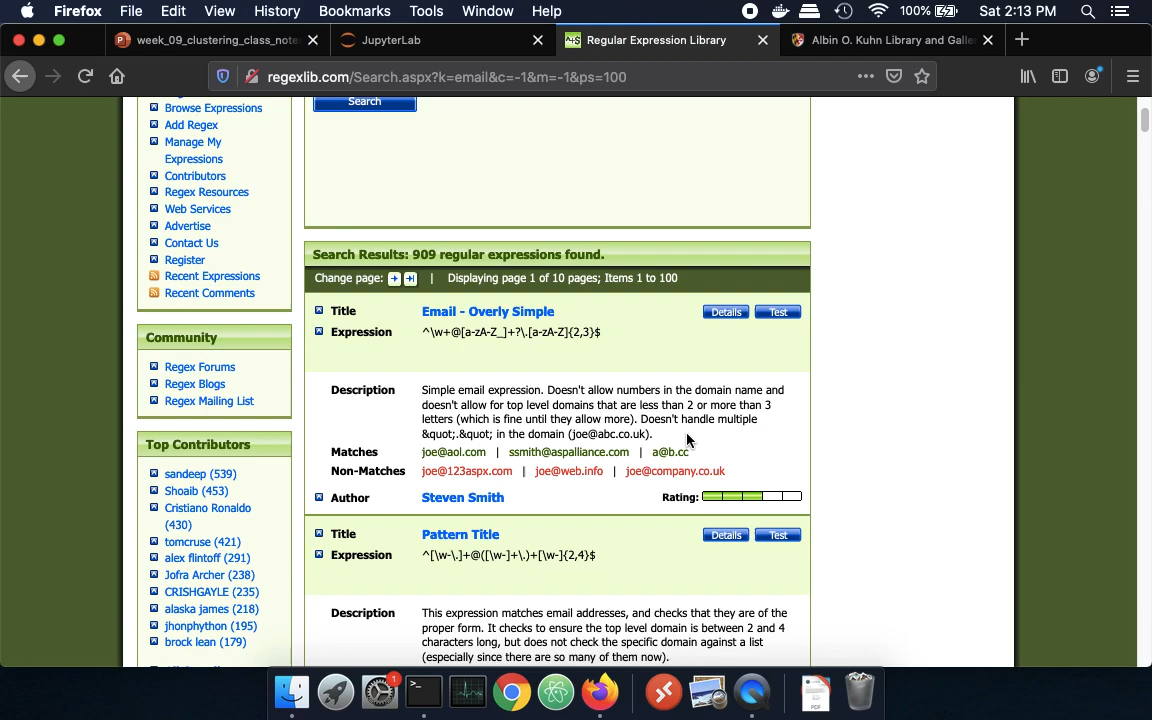 Firefox File Edit View History Bookmarks Tools Window Help 100% Sat 2:13 PM
week_09_clustering_class_note
JupyterLab
Regular Expression Library
Albin O. Kuhn Library and Galle
regexlib.com/Search.aspx?k=email&c=-1&m=-1&ps=100
Browse Expressions
Add Regex
Manage My
Expressions
Contributors
Regex Resources
Web Services
Advertise
Contact Us
Register
Recent Expressions
Recent Comments
Community
Regex Forums
Regex Blogs
Regex Mailing List
Top Contributors
sandeep (539)
Shoaib (453)
Cristiano Ronaldo
(430)
tomcruse (421)
alex flintoff (291)
Jofra Archer (238)
CRISHGAYLE (235)
alaska james (218)
jhonphython (195)
brock lean (179)
Search
Search Results: 909 regular expressions found.
Change page: | Displaying page 1 of 10 pages; Items 1 to 100
Title Email - Overly Simple Details Test
Expression ^\w+@[a-zA-Z_]+?\.[a-zA-Z]{2,3}$
Description Simple email expression. Doesn't allow numbers in the domain name and
doesn't allow for top level domains that are less than 2 or more than 3
letters (which is fine until they allow more). Doesn't handle multiple
&quot;.&quot; in the domain (joe@abc.co.uk).
Matches joe@aol.com | ssmith@aspalliance.com | a@b.cc
Non-Matches joe@123aspx.com | joe@web.info | joe@company.co.uk
Author Steven Smith Rating:
Title Pattern Title Details Test
Expression ^[\w-\.]+@([\w-]+\.)+[\w-]{2,4}$
Description This expression matches email addresses, and checks that they are of the
proper form. It checks to ensure the top level domain is between 2 and 4
characters long, but does not check the specific domain against a list
(especially since there are so many of them now).
1
PDF